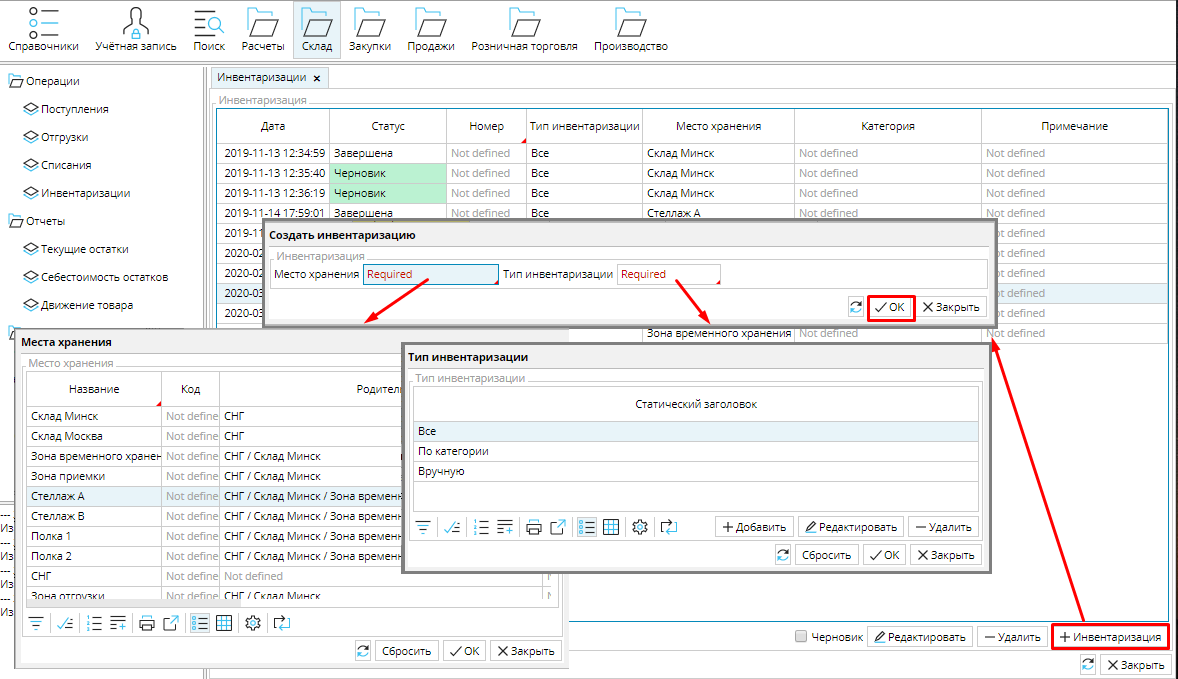 Справочники Учётная запись Поиск Расчеты Склад Закупки Продажи Розничная торговля Производство
Операции
Поступления
Отгрузки
Списания
Инвентаризации
Отчеты
Текущие остатки
Себестоимость остатков
Движение товара
Инвентаризации ×
Инвентаризация
Дата Статус Номер Тип инвентаризации Место хранения Категория Примечание
2019-11-13 12:34:59 Завершена Not defined Все Склад Минск Not defined Not defined
2019-11-13 12:35:40 Черновик Not defined Все Склад Минск Not defined Not defined
2019-11-13 12:36:19 Черновик Not defined Все Склад Минск Not defined Not defined
2019-11-14 17:59:01 Завершена Not defined Все Стеллаж А Not defined Not defined
2019-11 ot defined
2020-02 ot defined
2020-02 ot defined
2020-03 ot defined
2020-03 ot defined
Зона временного хранения Not defined Not defined
Создать инвентаризацию
Инвентаризация
Место хранения Required Тип инвентаризации Required
OK Закрыть
Места хранения
Место хранения
Название Код Родитель
Склад Минск Not define СНГ
Склад Москва Not define СНГ
Зона временного хранен Not define СНГ / Склад Минск
Зона приемки Not define СНГ / Склад Минск
Стеллаж А Not define СНГ / Склад Минск / Зона времен
Стеллаж В Not define СНГ / Склад Минск / Зона времен
Полка 1 Not define СНГ / Склад Минск / Зона времен
Полка 2 Not define СНГ / Склад Минск / Зона времен
СНГ Not define Not defined
Зона отгрузки Not define СНГ / Склад Минск
Сбросить OK Закрыть
Тип инвентаризации
Тип инвентаризации
Статический заголовок
Все
По категории
Вручную
Добавить Редактировать Удалить
Сбросить OK Закрыть
---
Из
---
Из
---
Из
---
Из
Черновик Редактировать Удалить Инвентаризация
Закрыть